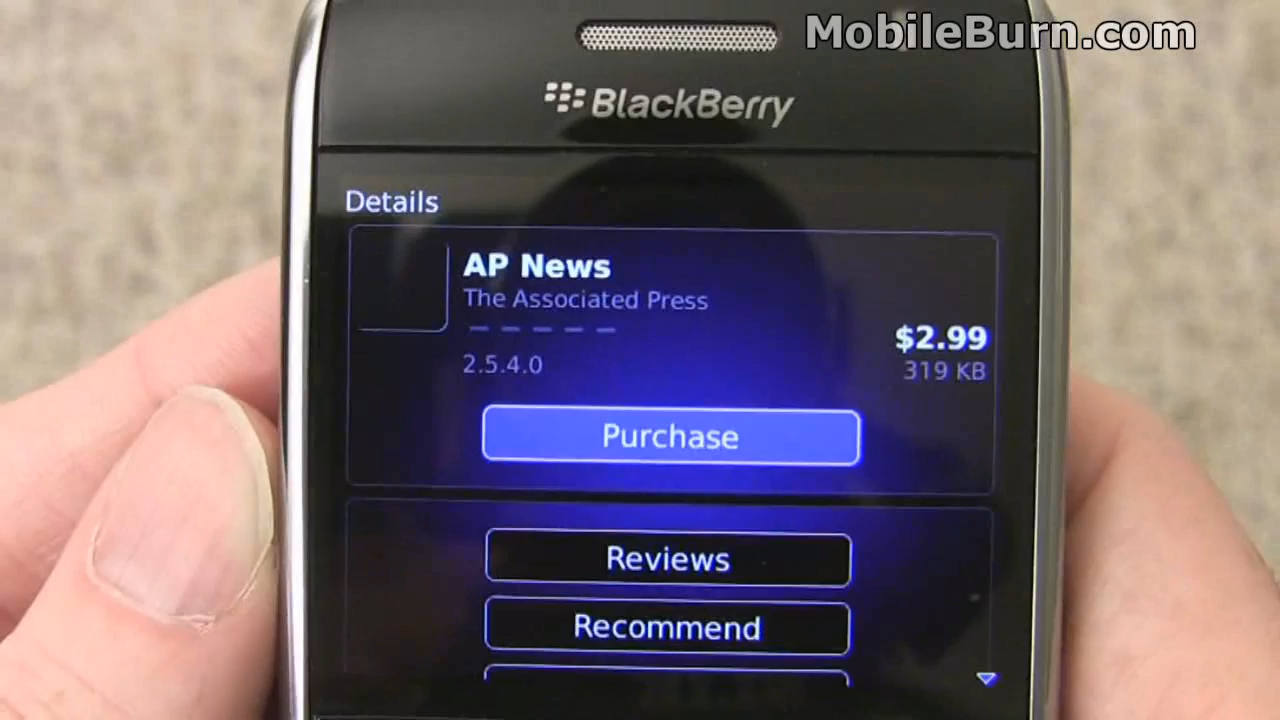 MobileBurn.com
BlackBerry
Details
AP News
The Associated Press
$2.99
2.5.4.0
319 KB
Purchase
Reviews
Recommend